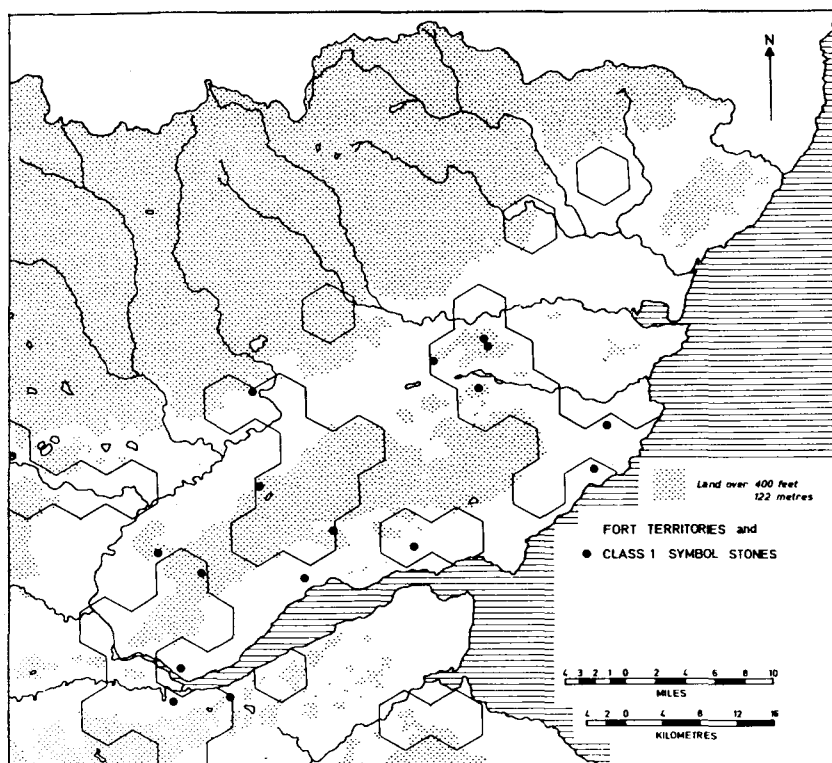 N
Land over 400 feet
122 metres
FORT TERRITORIES and
CLASS 1 SYMBOL STONES
4 3 2 1 0 2 4 6 8 10
MILES
4 2 0 4 8 12 16
KILOMETRES